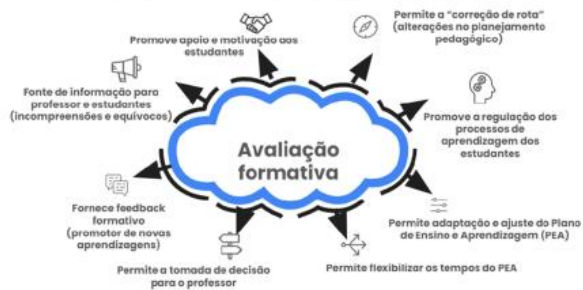 Promove apoio e motivação aos
estudantes
Permite a "correção de rota"
(alterações no planejamento
pedagógico)
Fonte de informação para
professor e estudantes
(incompreensões e equívocos)
Promove a regulação dos
processos de
aprendizagem dos
estudantes
Avaliação
formativa
Fornece feedback
formativo
(promotor de novas
aprendizagens)
Permite adaptação e ajuste do Plano
de Ensino e Aprendizagem (PEA)
Permite a tomada de decisão
para o professor
Permite flexibilizar os tempos do PEA